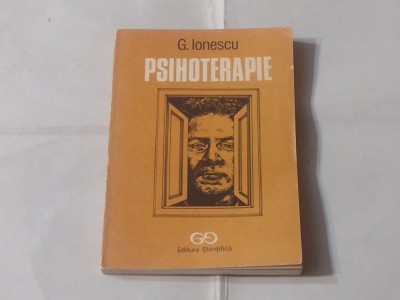 G. Ionescu
PSIHOTERAPIE
Editura Științifică